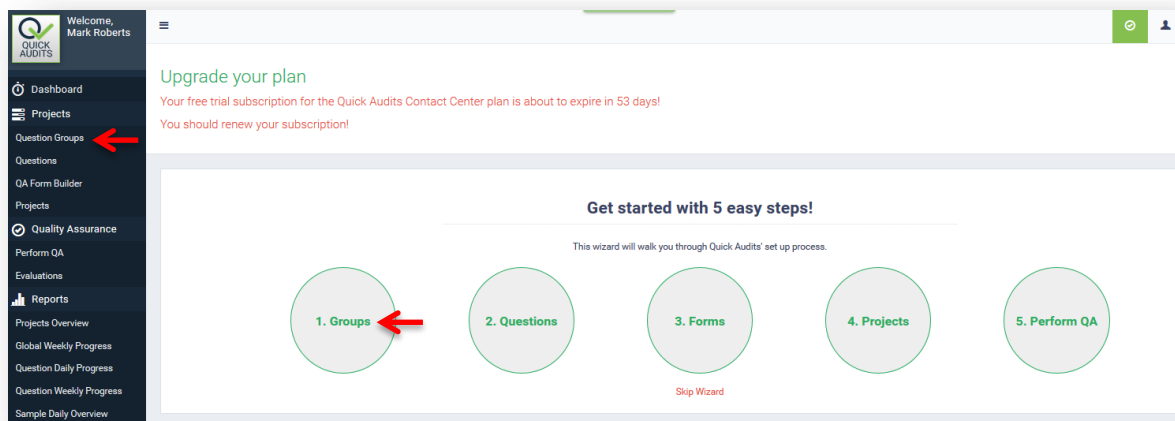 Welcome,
Mark Roberts
QUICK
AUDITS
Dashboard
Projects
Question Groups
Questions
QA Form Builder
Projects
Quality Assurance
Perform QA
Evaluations
Reports
Projects Overview
Global Weekly Progress
Question Daily Progress
Question Weekly Progress
Sample Daily Overview
Upgrade your plan
Your free trial subscription for the Quick Audits Contact Center plan is about to expire in 53 days!
You should renew your subscription!
Get started with 5 easy steps!
This wizard will walk you through Quick Audits' set up process.
1. Groups
2. Questions
3. Forms
4. Projects
5. Perform QA
Skip Wizard